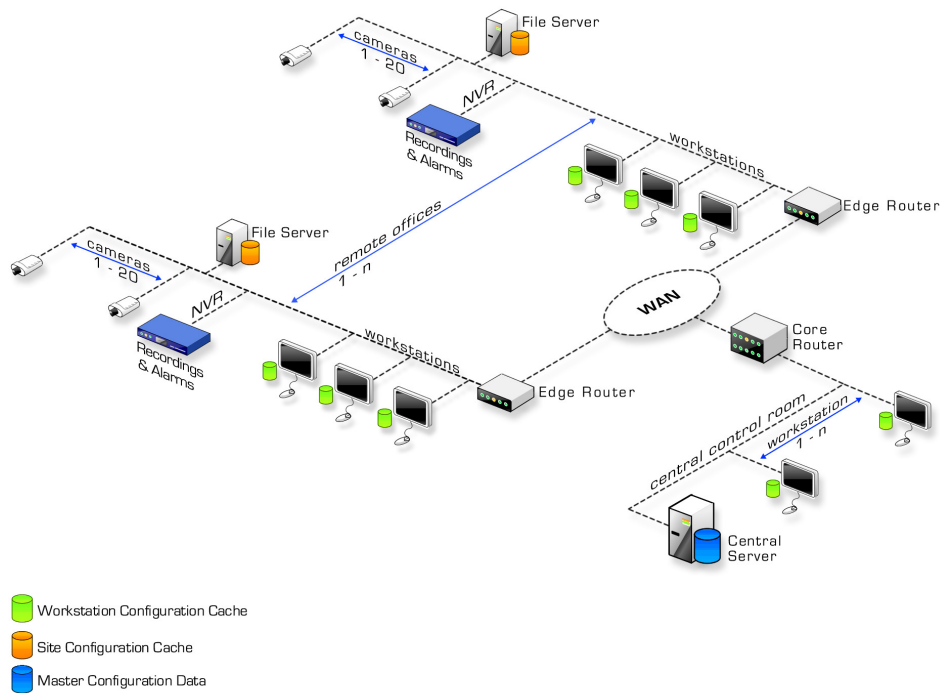 File Server
cameras
1 - 20
NVR
Recordings
& Alarms
workstations
Edge Router
remote offices
1 - n
File Server
cameras
1 - 20
NVR
Recordings
& Alarms
workstations
Edge Router
WAN
Core
Router
central control room
workstation
1 - n
Central
Server
Workstation Configuration Cache
Site Configuration Cache
Master Configuration Data